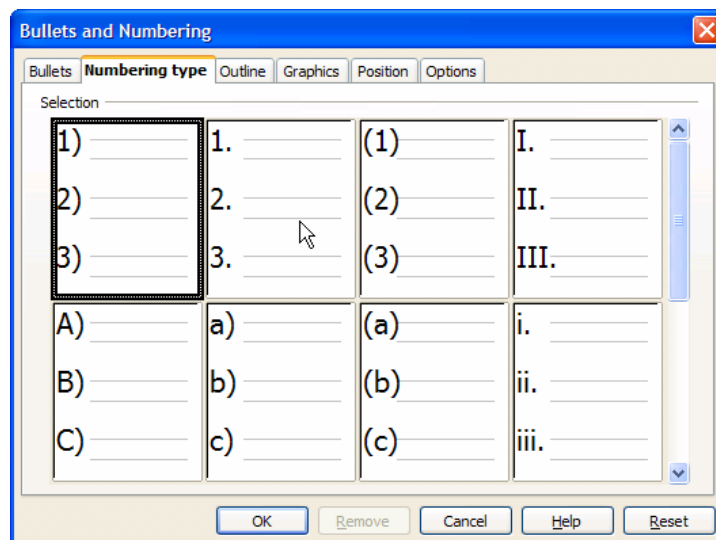 Bullets and Numbering
Bullets Numbering type Outline Graphics Position Options
Selection
1) 1. (1) I.
2) 2. (2) II.
3) 3. (3) III.
A) a) (a) i.
B) b) (b) ii.
C) c) (c) iii.
OK Remove Cancel Help Reset